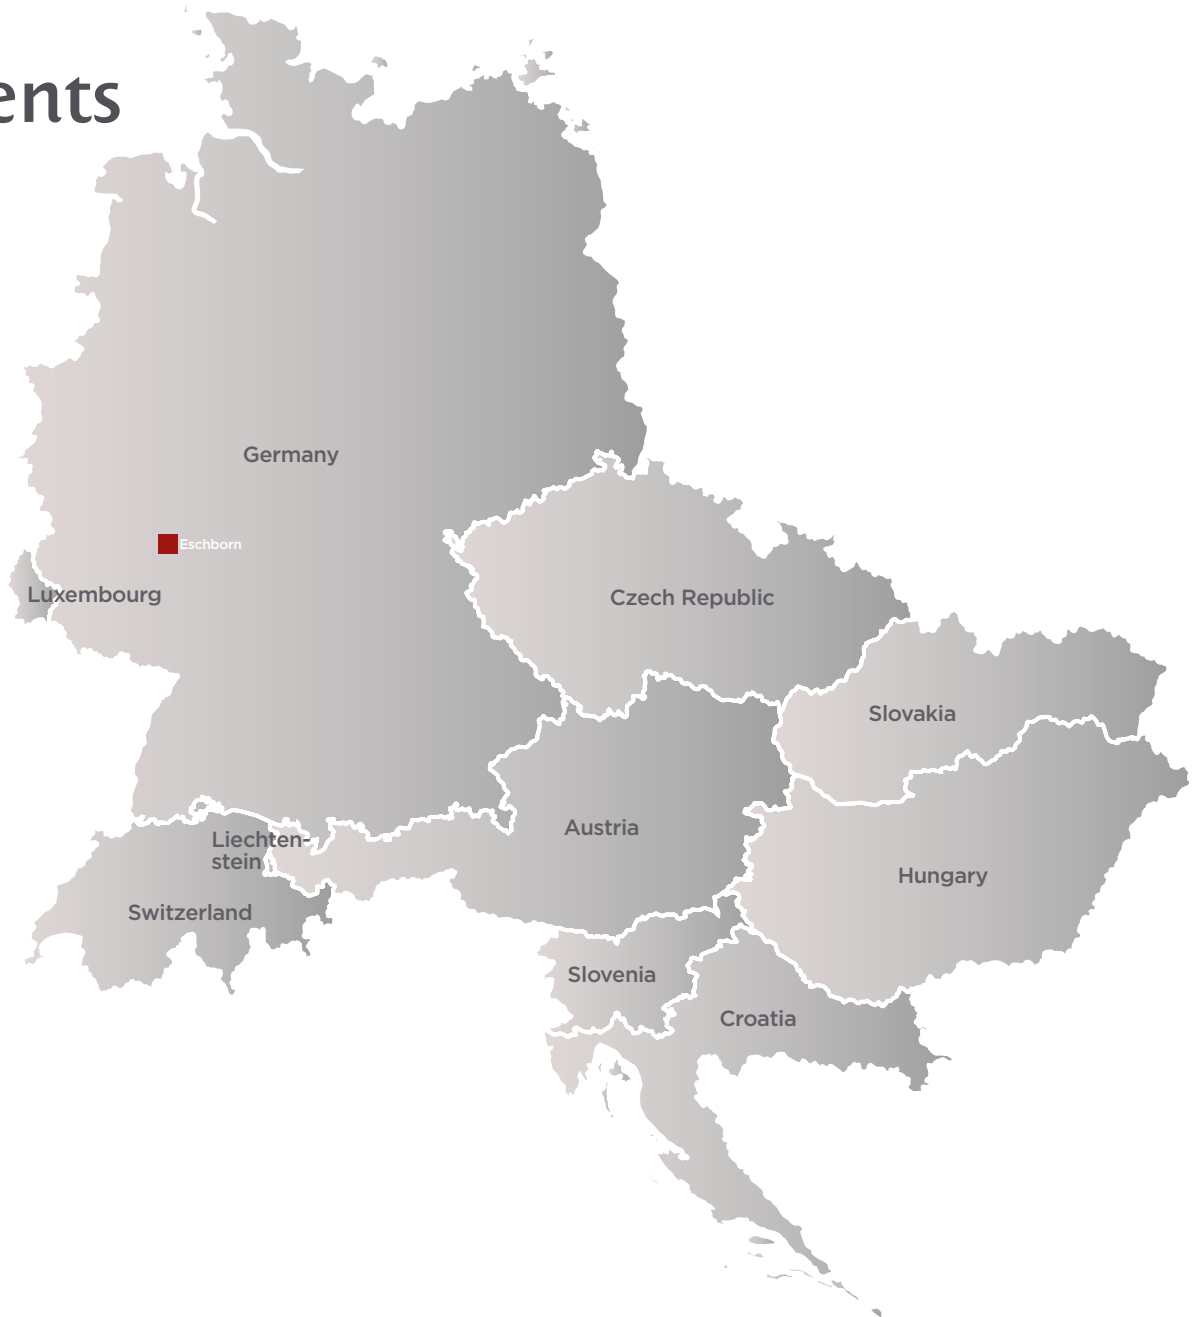 ents
Germany
Eschborn
Luxembourg
Czech Republic
Slovakia
Austria
Liechten-
stein
Hungary
Switzerland
Slovenia
Croatia